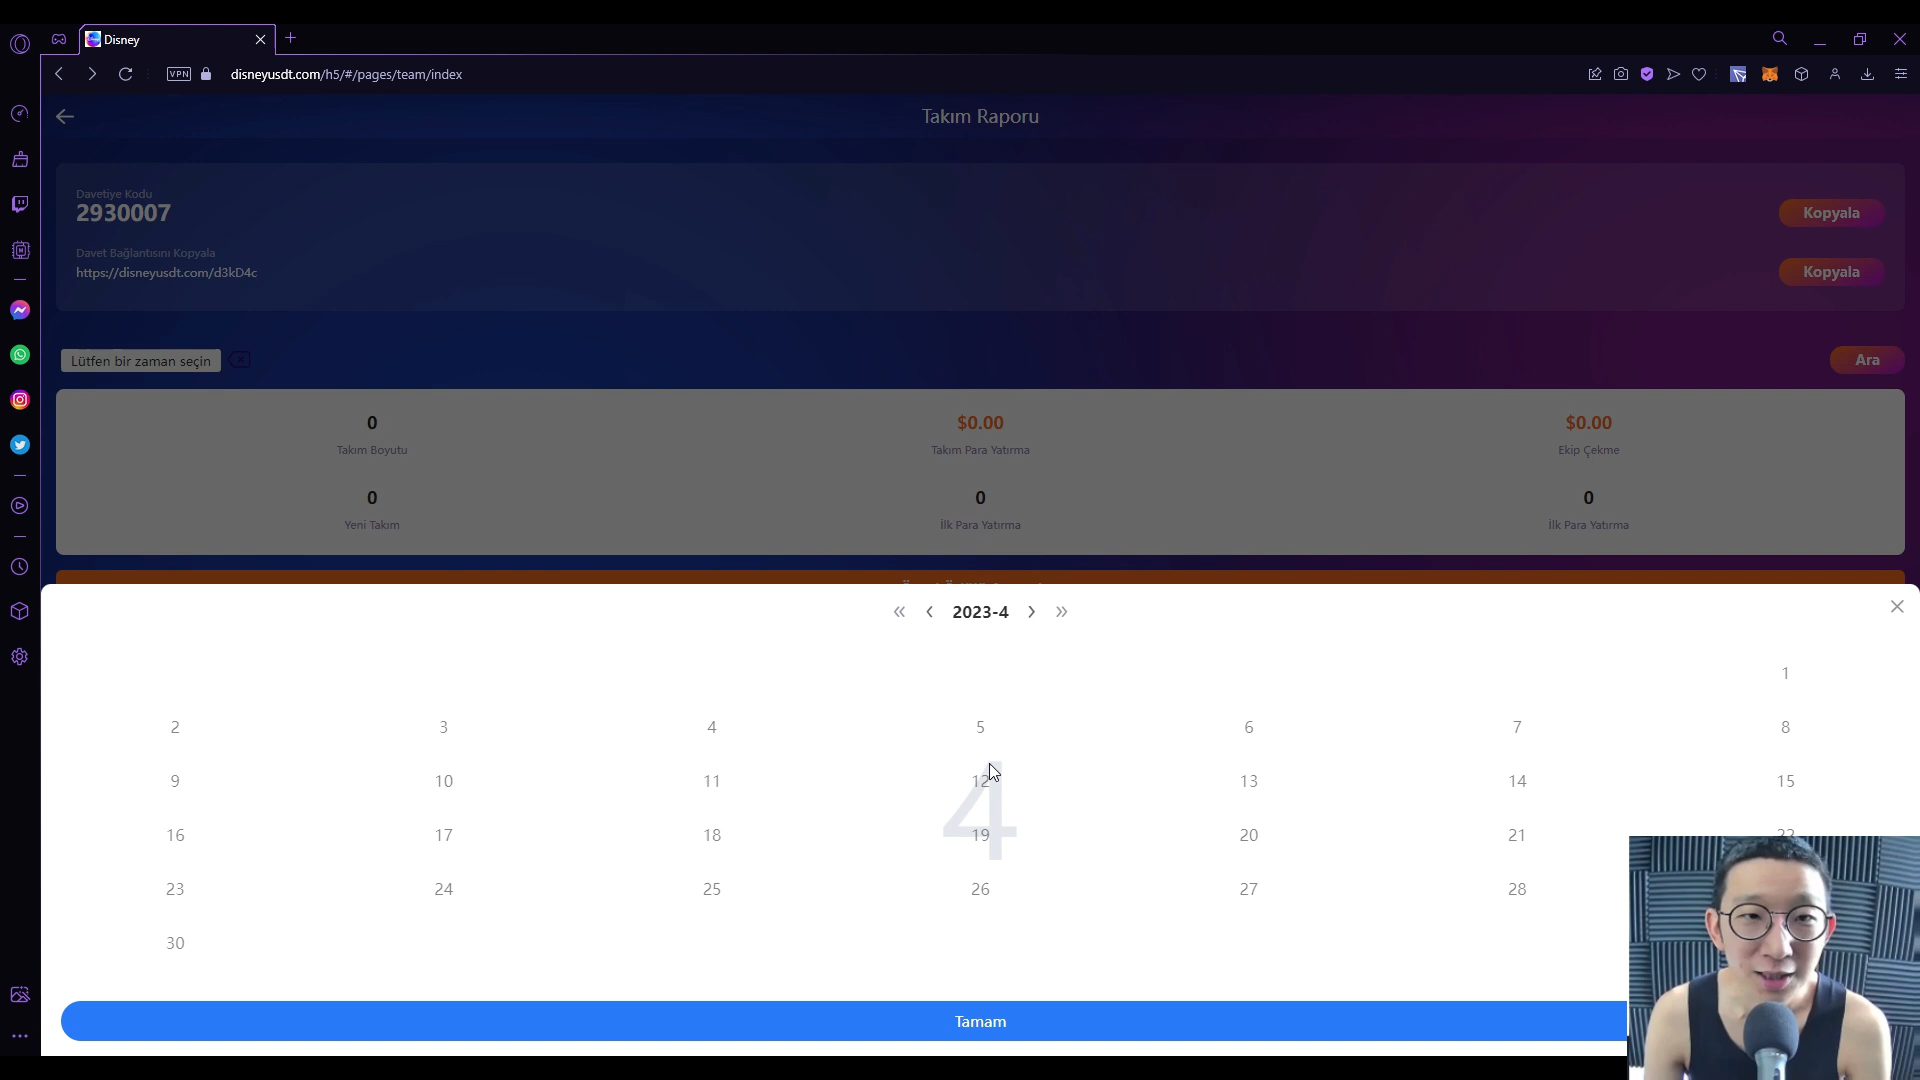 Disney
VPN
disneyusdt.com/h5/#/pages/team/index
Takım Raporu
Davetiye Kodu
2930007
Kopyala
Davet Bağlantısını Kopyala
https://disneyusdt.com/d3kD4c
Kopyala
Lütfen bir zaman seçin
Ara
0
$0.00
$0.00
Takım Boyutu
Takım Para Yatırma
Ekip Çekme
0
0
0
Yeni Takım
İlk Para Yatırma
İlk Para Yatırma
2023-4
1
2 3 4 5 6 7 8
9 10 11 12 13 14 15
4
16 17 18 19 20 21
23 24 25 26 27 28
30
Tamam